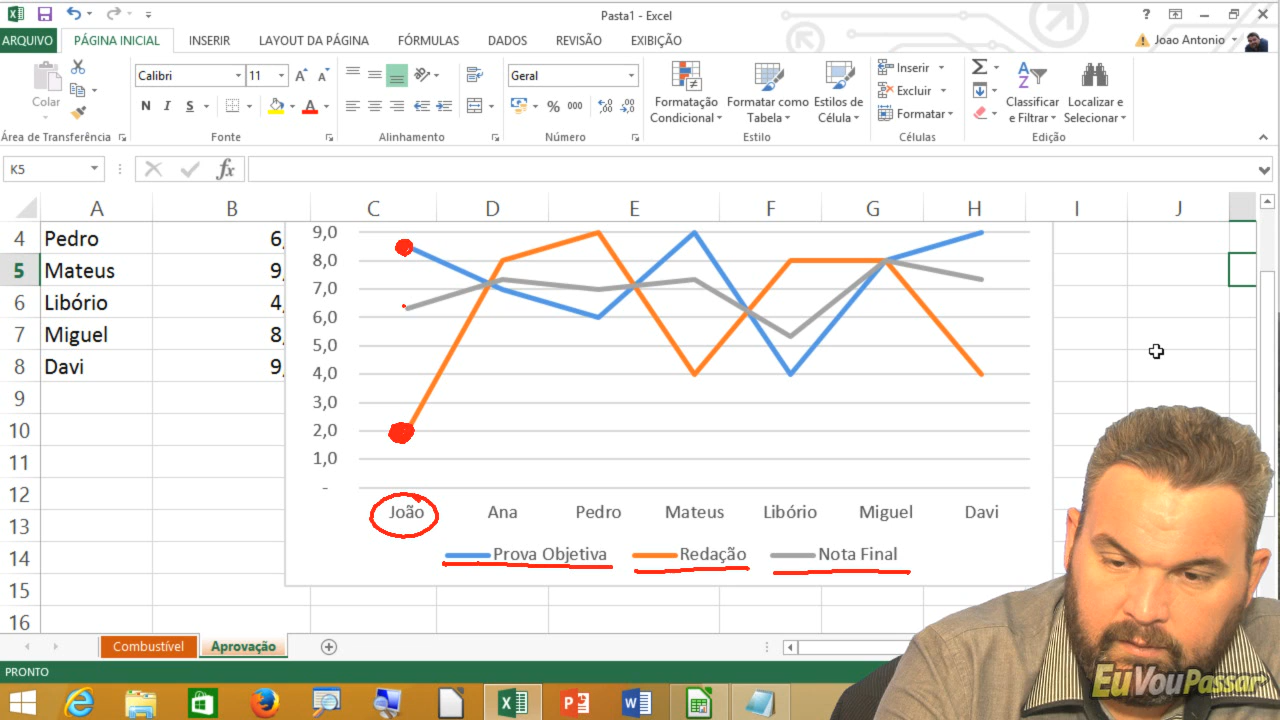 Pasta1 - Excel
?
ARQUIVO PÁGINA INICIAL INSERIR LAYOUT DA PÁGINA FÓRMULAS DADOS REVISÃO EXIBIÇÃO Joao Antonio
Colar
Calibri 11
N I S
Geral
% 000
Formatação Condicional
Formatar como Tabela
Estilos de Célula
Inserir
Excluir
Formatar
Classificar e Filtrar
Localizar e Selecionar
Área de Transferência Fonte Alinhamento Número Estilo Células Edição
K5 fx
A B C D E F G H I J
4 Pedro 6,
5 Mateus 9,
6 Libório 4,
7 Miguel 8,
8 Davi 9,
9
10
11
12
13
14
15
16
9,0
8,0
7,0
6,0
5,0
4,0
3,0
2,0
1,0
-
João Ana Pedro Mateus Libório Miguel Davi
Prova Objetiva Redação Nota Final
Combustível Aprovação
PRONTO
EuVouPassar